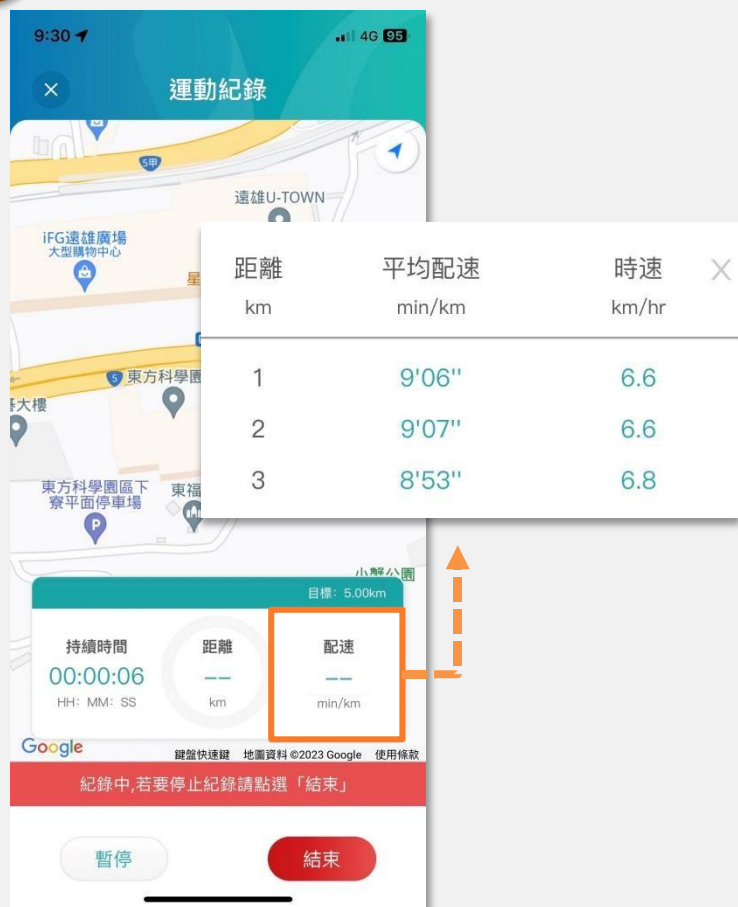 9:30
4G 95
運動紀錄
5甲
遠雄U-TOWN
iFG遠雄廣場
大型購物中心
星
5 東方科學園
大樓
東方科學園區下
寮平面停車場
東福
P
小蟹公園
距離 平均配速 時速
km min/km km/hr
1 9'06'' 6.6
2 9'07'' 6.6
3 8'53'' 6.8
目標: 5.00km
持續時間 距離 配速
00:00:06 -- --
HH: MM: SS km min/km
Google 鍵盤快速鍵 地圖資料 ©2023 Google 使用條款
紀錄中,若要停止紀錄請點選「結束」
暫停 結束